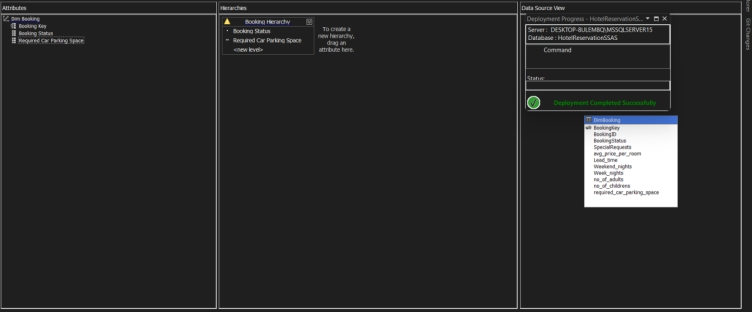 Attributes
Dim Booking
Booking Key
Booking Status
Required Car Parking Space
Hierarchies
Booking Hierarchy
Booking Status
Required Car Parking Space
<new level>
To create a
new hierarchy,
drag an
attribute here.
Data Source View
Deployment Progress - HotelReservationS...
Server : DESKTOP-BULEMBQ\MSSQLSERVER15
Database : HotelReservationSSAS
Command
Status:
Deployment Completed Successfully
DimBooking
BookingKey
BookingID
BookingStatus
SpecialRequests
avg_price_per_room
Lead_time
Weekend_nights
Week_nights
no_of_adults
no_of_childrens
required_car_parking_space
Git Changes